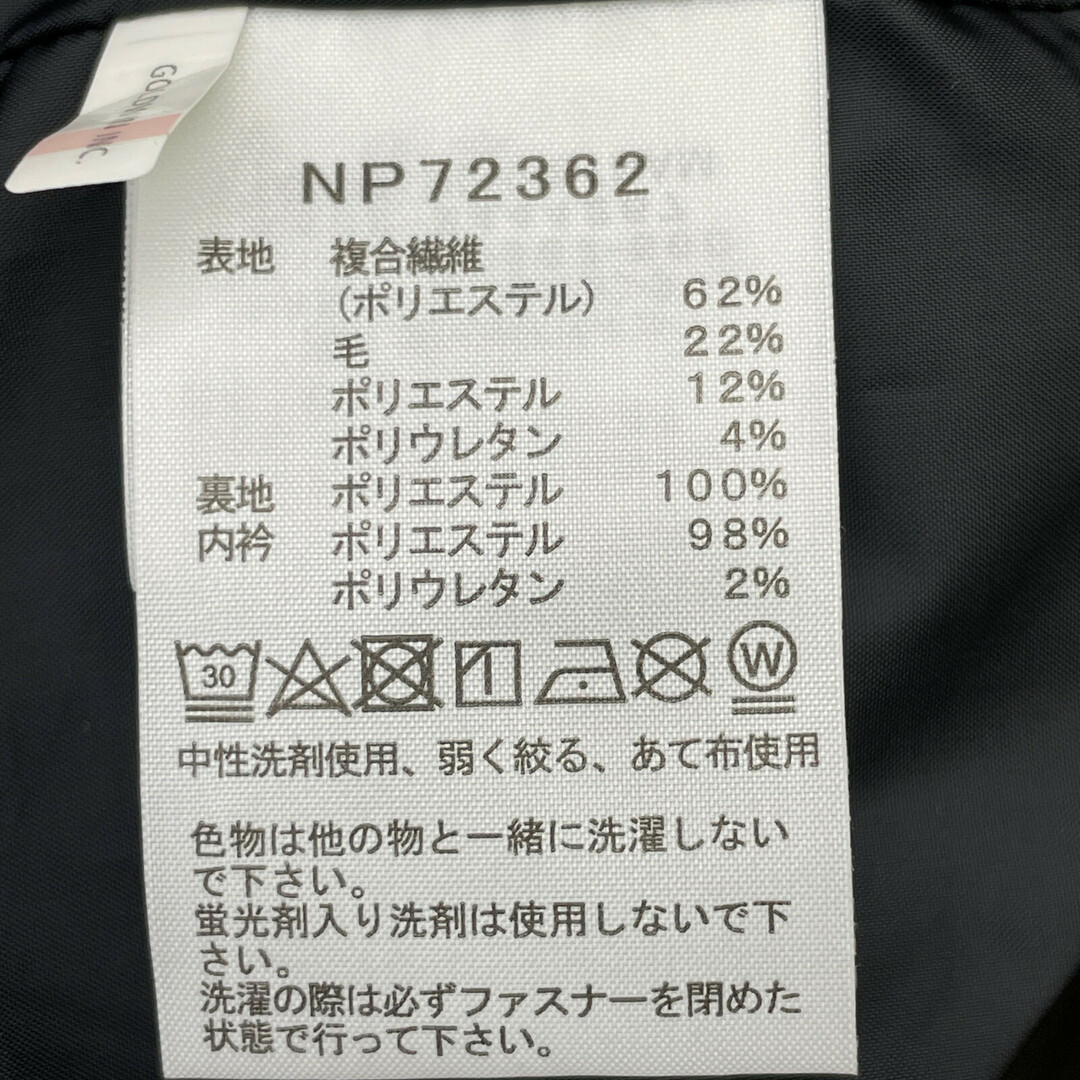 GOLDWIN INC.
NP72362
表地 複合繊維
(ポリエステル) 62%
毛 22%
ポリエステル 12%
ポリウレタン 4%
裏地 ポリエステル 100%
内衿 ポリエステル 98%
ポリウレタン 2%
30 W
中性洗剤使用、弱く絞る、あて布使用
色物は他の物と一緒に洗濯しない
で下さい。
蛍光剤入り洗剤は使用しないで下
さい。
洗濯の際は必ずファスナーを閉めた
状態で行って下さい。